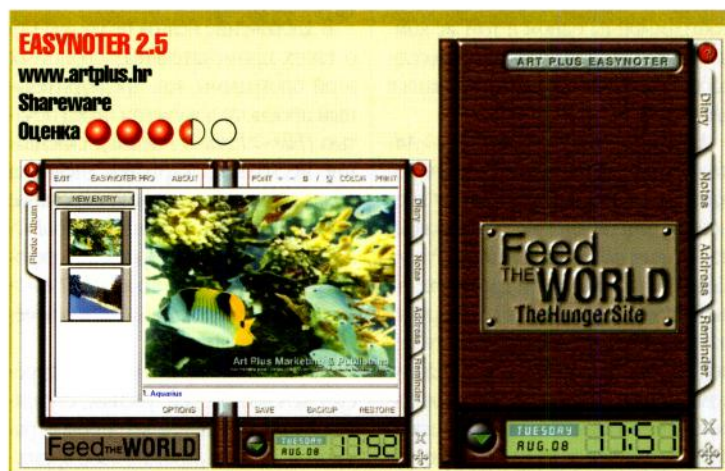 EASYNOTER 2.5
www.artplus.hr
Shareware
Оценка
EXIT EASYNOTER PRO ABOUT
FONT + - B / U COLOR PRINT
NEW ENTRY
Photo Album
Art Plus Marketing & Publishing
1. Aquarius
OPTIONS
SAVE BACKUP RESTORE
Diary
Notes
Address
Reminder
Feed THE WORLD
TUESDAY
AUG.08
17:52
ART PLUS EASYNOTER
Feed
THE WORLD
TheHungerSite
Diary
Notes
Address
Reminder
TUESDAY
AUG.08
17:51